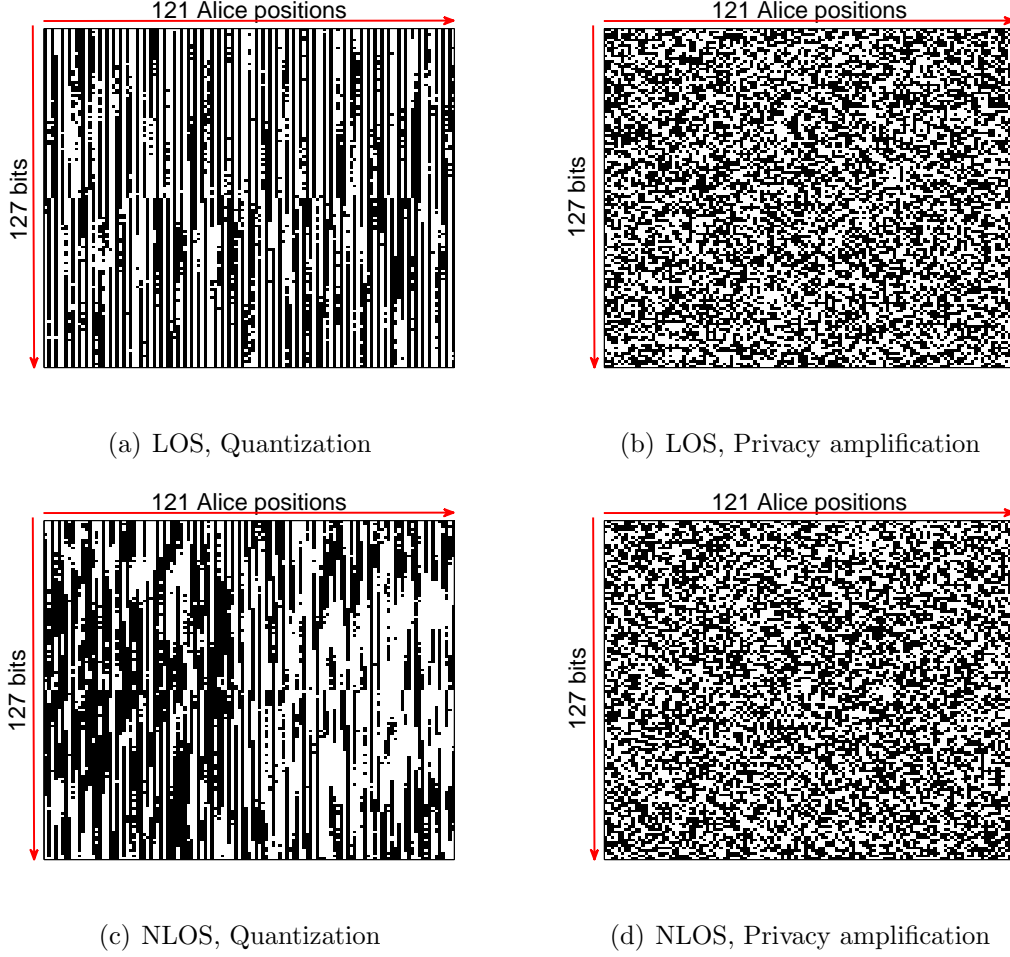 121 Alice positions
121 Alice positions
127 bits
127 bits
(a) LOS, Quantization
(b) LOS, Privacy amplification
121 Alice positions
121 Alice positions
127 bits
127 bits
(c) NLOS, Quantization
(d) NLOS, Privacy amplification